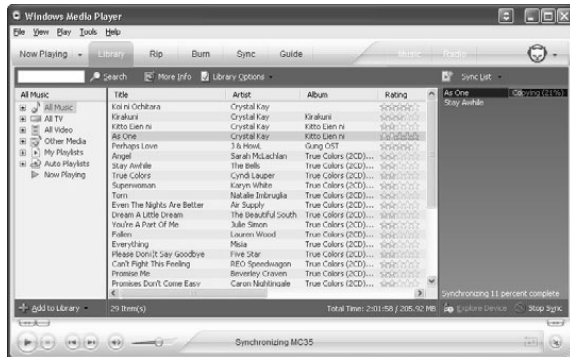 Windows Media Player
File View Play Tools Help
Now Playing Library Rip Burn Sync Guide Music Radio
Search More Info Library Options Sync List
All Music
All Music
All TV
All Video
Other Media
My Playlists
Auto Playlists
Now Playing
Title Artist Album Rating
Koi ni Ochitara Crystal Kay
Kirakuni Crystal Kay Kirakuni
Kitto Eien ni Crystal Kay Kitto Eien ni
As One Crystal Kay Kitto Eien ni
Perhaps Love J & Howl Gung OST
Angel Sarah McLachlan True Colors (2CD)...
Stay Awhile The Bells True Colors (2CD)...
True Colors Cyndi Lauper True Colors (2CD)...
Superwoman Karyn White True Colors (2CD)...
Torn Natalie Imbruglia True Colors (2CD)...
Even The Nights Are Better Air Supply True Colors (2CD)...
Dream A Little Dream The Beautiful South True Colors (2CD)...
You're A Part Of Me Julie Simon True Colors (2CD)...
Fallen Lauren Wood True Colors (2CD)...
Everything Misia True Colors (2CD)...
Five Star True Colors (2CD)...
Can't Fight This Feeling REO Speedwagon True Colors (2CD)...
Promise Me Beverley Craven True Colors (2CD)...
Promises Don't Come Easy Caron Nightingale True Colors (2CD)...
As One Copying (21%)
Stay Awhile
Synchronizing 11 percent complete
Add to Library 29 Item(s) Total Time: 2:01:58 / 205.92 MB Explore Device Stop Sync
Synchronizing MC35